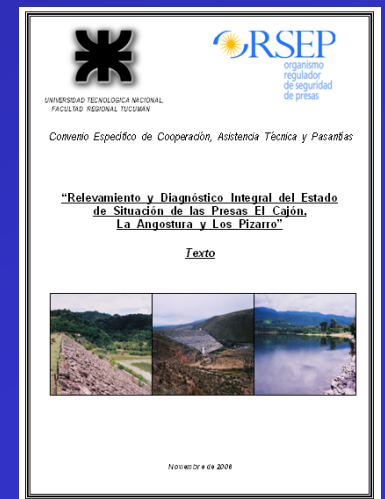 ORSEP
organismo
regulador
de seguridad
de presas
UNIVERSIDAD TECNOLOGICA NACIONAL
FACULTAD REGIONAL TUCUMÁN
Convenio Específico de Cooperación, Asistencia Técnica y Pasantías
“Relevamiento y Diagnóstico Integral del Estado
de Situación de las Presas El Cajón,
La Angostura y Los Pizarro”
Texto
Noviembre de 2006